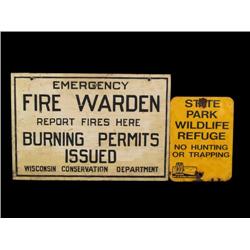 EMERGENCY
FIRE WARDEN
REPORT FIRES HERE
BURNING PERMITS
ISSUED
WISCONSIN CONSERVATION DEPARTMENT
STATE
PARK
WILDLIFE
REFUGE
NO HUNTING
OR TRAPPING